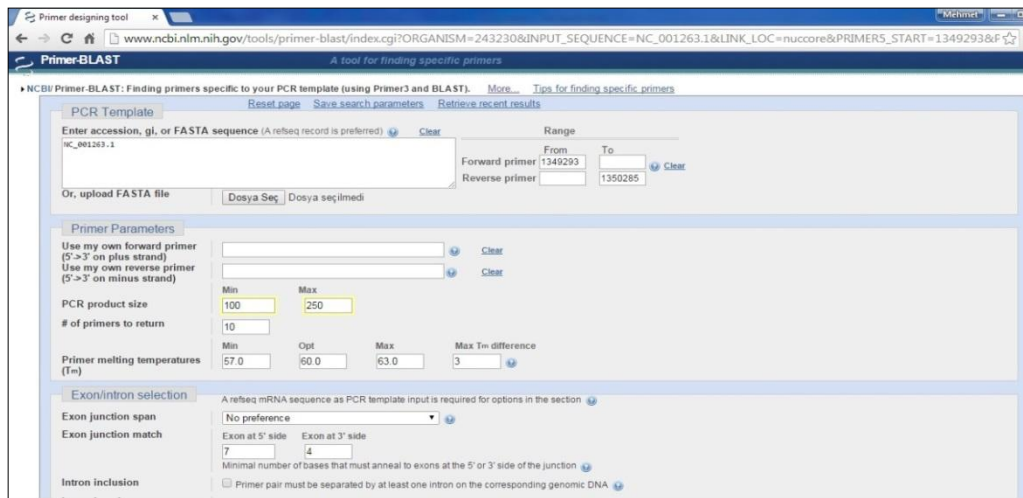 Primer designing tool
Mehmet
www.ncbi.nlm.nih.gov/tools/primer-blast/index.cgi?ORGANISM=243230&INPUT_SEQUENCE=NC_001263.1&LINK_LOC=nuccore&PRIMER5_START=1349293&F
Primer-BLAST
A tool for finding specific primers
NCBI/ Primer-BLAST: Finding primers specific to your PCR template (using Primer3 and BLAST). More... Tips for finding specific primers
Reset page Save search parameters Retrieve recent results
PCR Template
Enter accession, gi, or FASTA sequence (A refseq record is preferred) Clear
Range
NC_001263.1
From To
Forward primer 1349293 Clear
Reverse primer 1350285
Or, upload FASTA file Dosya Seç Dosya seçilmedi
Primer Parameters
Use my own forward primer
(5'->3' on plus strand) Clear
Use my own reverse primer
(5'->3' on minus strand) Clear
Min Max
PCR product size 100 250
# of primers to return 10
Min Opt Max Max Tm difference
Primer melting temperatures
(Tm) 57.0 60.0 63.0 3
Exon/intron selection
A refseq mRNA sequence as PCR template input is required for options in the section
Exon junction span No preference
Exon junction match Exon at 5' side Exon at 3' side
7 4
Minimal number of bases that must anneal to exons at the 5' or 3' side of the junction
Intron inclusion Primer pair must be separated by at least one intron on the corresponding genomic DNA